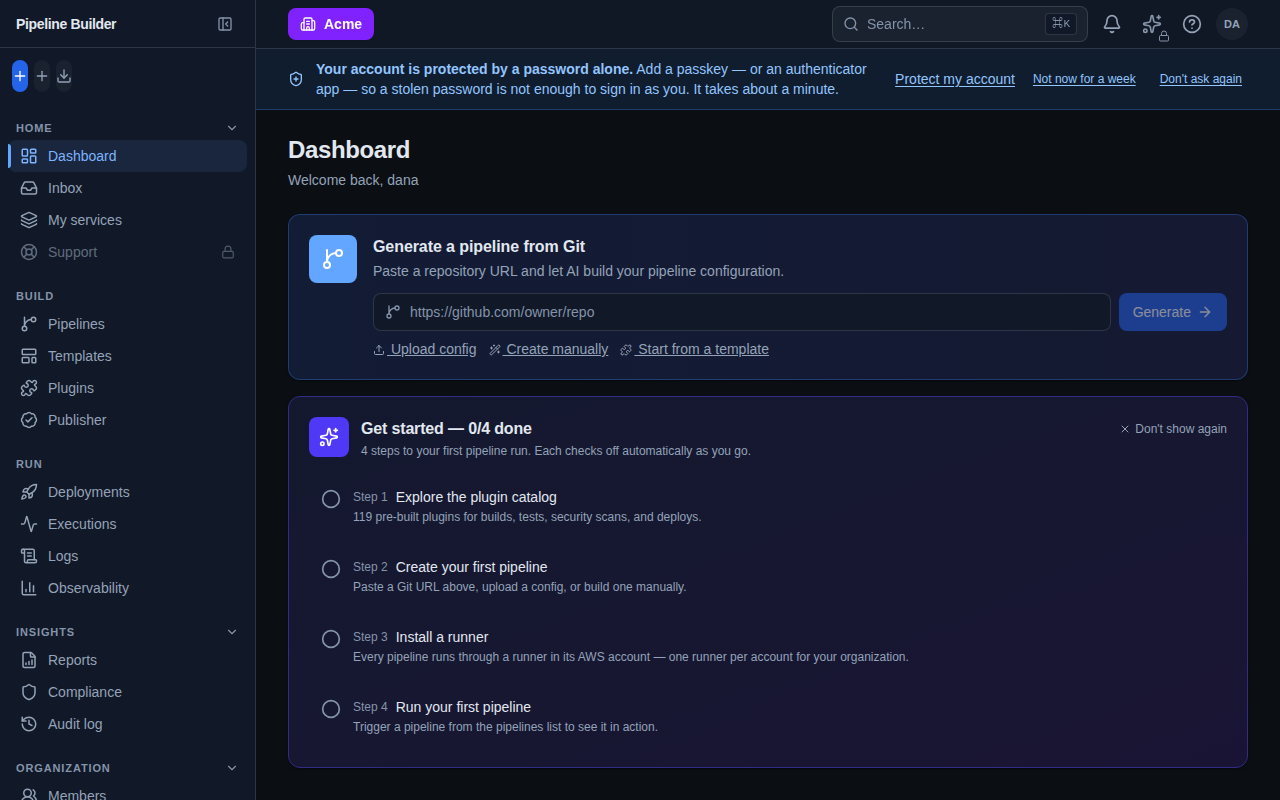 Pipeline Builder
Acme
Search…
⌘K
DA
Your account is protected by a password alone. Add a passkey — or an authenticator
app — so a stolen password is not enough to sign in as you. It takes about a minute.
Protect my account
Not now for a week
Don't ask again
HOME
Dashboard
Inbox
My services
Support
BUILD
Pipelines
Templates
Plugins
Publisher
RUN
Deployments
Executions
Logs
Observability
INSIGHTS
Reports
Compliance
Audit log
ORGANIZATION
Members
Dashboard
Welcome back, dana
Generate a pipeline from Git
Paste a repository URL and let AI build your pipeline configuration.
https://github.com/owner/repo
Generate
Upload config
Create manually
Start from a template
Get started — 0/4 done
Don't show again
4 steps to your first pipeline run. Each checks off automatically as you go.
Step 1 Explore the plugin catalog
119 pre-built plugins for builds, tests, security scans, and deploys.
Step 2 Create your first pipeline
Paste a Git URL above, upload a config, or build one manually.
Step 3 Install a runner
Every pipeline runs through a runner in its AWS account — one runner per account for your organization.
Step 4 Run your first pipeline
Trigger a pipeline from the pipelines list to see it in action.